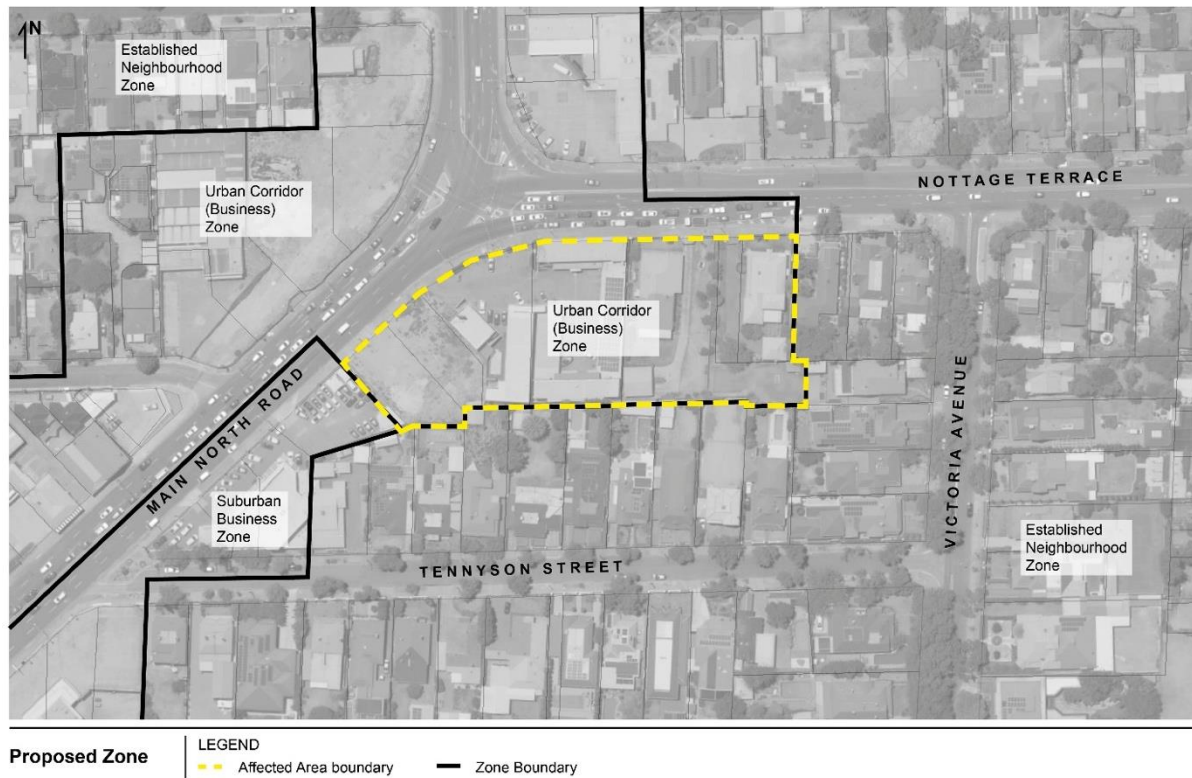 N
Established
Neighbourhood
Zone
Urban Corridor
(Business)
Zone
NOTTAGE TERRACE
Urban Corridor
(Business)
Zone
MAIN NORTH ROAD
VICTORIA AVENUE
Suburban
Business
Zone
Established
Neighbourhood
Zone
TENNYSON STREET
Proposed Zone
LEGEND
Affected Area boundary
Zone Boundary